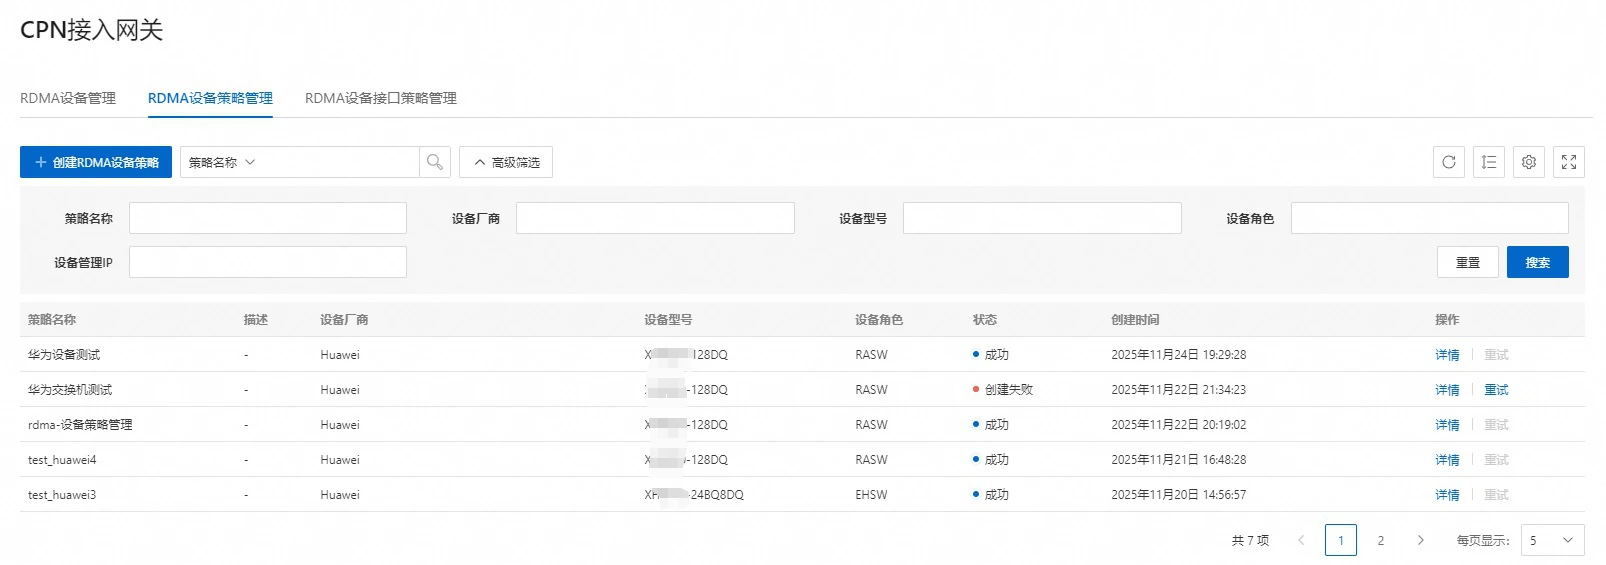 CPN接入网关
RDMA设备管理 RDMA设备策略管理 RDMA设备接口策略管理
创建RDMA设备策略 策略名称 高级筛选
策略名称 设备厂商 设备型号 设备角色
设备管理IP 重置 搜索
策略名称 描述 设备厂商 设备型号 设备角色 状态 创建时间 操作
华为设备测试 - Huawei 128DQ RASW 成功 2025年11月24日 19:29:28 详情 重试
华为交换机测试 - Huawei -128DQ RASW 创建失败 2025年11月22日 21:34:23 详情 重试
rdma-设备策略管理 - Huawei -128DQ RASW 成功 2025年11月22日 20:19:02 详情 重试
test_huawei4 - Huawei -128DQ RASW 成功 2025年11月21日 16:48:28 详情 重试
test_huawei3 - Huawei -24BQ8DQ EHSW 成功 2025年11月20日 14:56:57 详情 重试
共 7 项 1 2 每页显示: 5